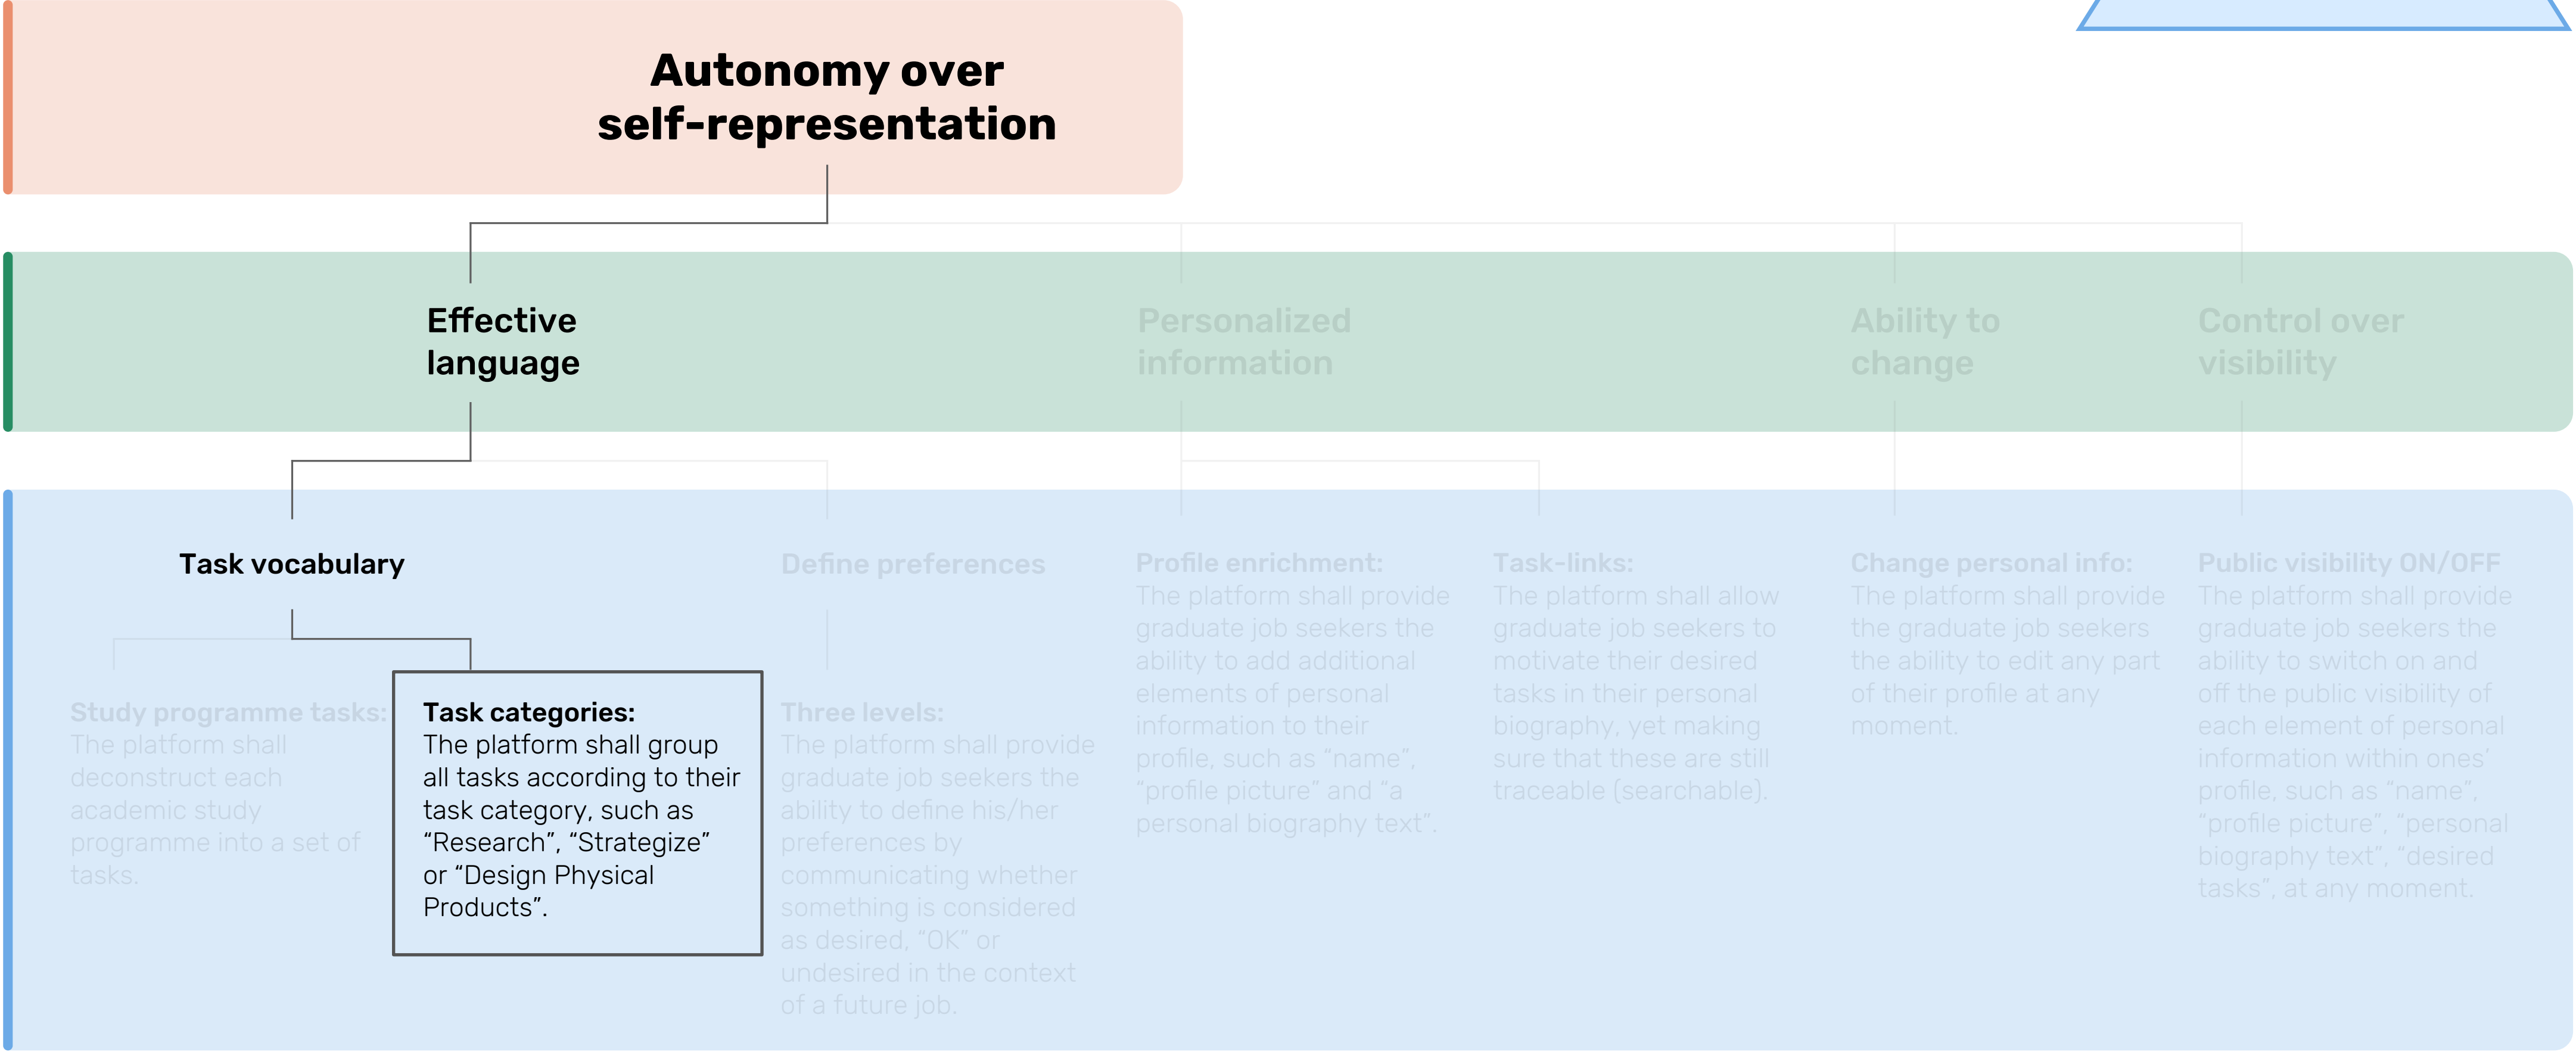 Autonomy over
self-representation
Effective
language
Personalized
information
Ability to
change
Control over
visibility
Task vocabulary
Define preferences
Profile enrichment:
The platform shall provide
graduate job seekers the
ability to add additional
elements of personal
information to their
profile, such as “name”,
“profile picture” and “a
personal biography text”.
Task-links:
The platform shall allow
graduate job seekers to
motivate their desired
tasks in their personal
biography, yet making
sure that these are still
traceable (searchable).
Change personal info:
The platform shall provide
the graduate job seekers
the ability to edit any part
of their profile at any
moment.
Public visibility ON/OFF
The platform shall provide
graduate job seekers the
ability to switch on and
off the public visibility of
each element of personal
information within ones’
profile, such as “name”,
“profile picture”, “personal
biography text”, “desired
tasks”, at any moment.
Study programme tasks:
The platform shall
deconstruct each
academic study
programme into a set of
tasks.
Task categories:
The platform shall group
all tasks according to their
task category, such as
“Research”, “Strategize”
or “Design Physical
Products”.
Three levels:
The platform shall provide
graduate job seekers the
ability to define his/her
preferences by
communicating whether
something is considered
as desired, “OK” or
undesired in the context
of a future job.